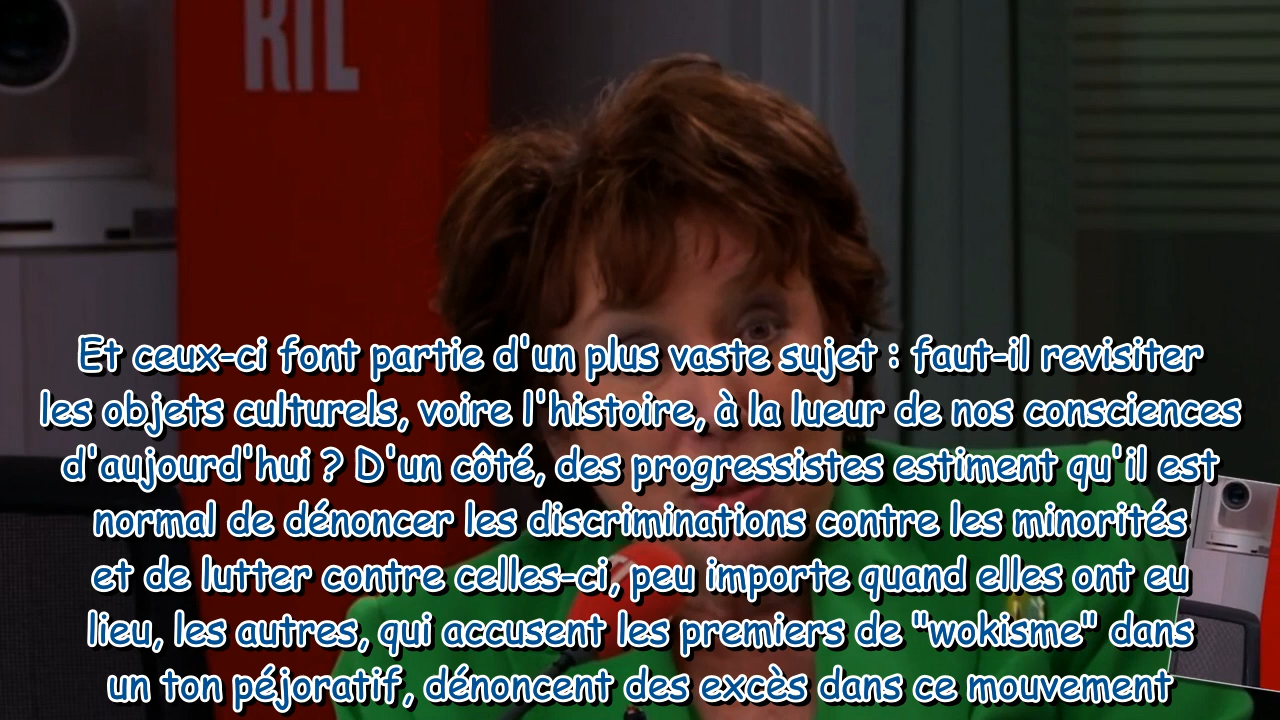 RTL
Et ceux-ci font partie d'un plus vaste sujet : faut-il revisiter
les objets culturels, voire l'histoire, à la lueur de nos consciences
d'aujourd'hui ? D'un côté, des progressistes estiment qu'il est
normal de dénoncer les discriminations contre les minorités
et de lutter contre celles-ci, peu importe quand elles ont eu
lieu, les autres, qui accusent les premiers de "wokisme" dans
un ton péjoratif, dénoncent des excès dans ce mouvement